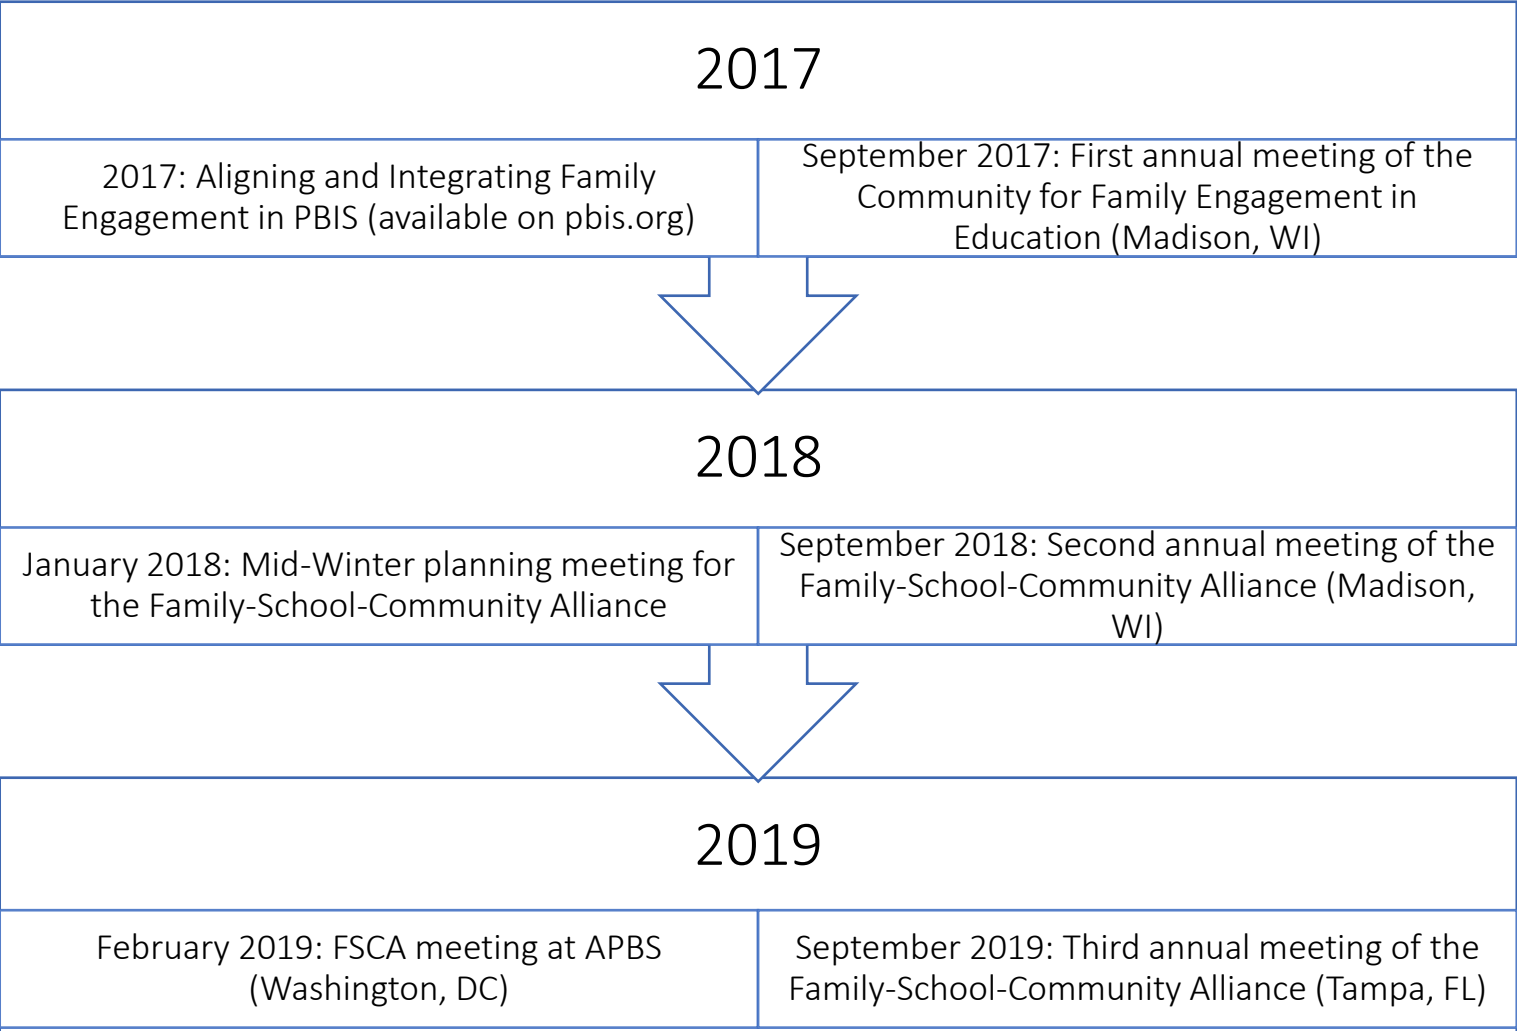 2017
2017: Aligning and Integrating Family
Engagement in PBIS (available on pbis.org)
September 2017: First annual meeting of the
Community for Family Engagement in
Education (Madison, WI)
2018
January 2018: Mid-Winter planning meeting for
the Family-School-Community Alliance
September 2018: Second annual meeting of the
Family-School-Community Alliance (Madison,
WI)
2019
February 2019: FSCA meeting at APBS
(Washington, DC)
September 2019: Third annual meeting of the
Family-School-Community Alliance (Tampa, FL)